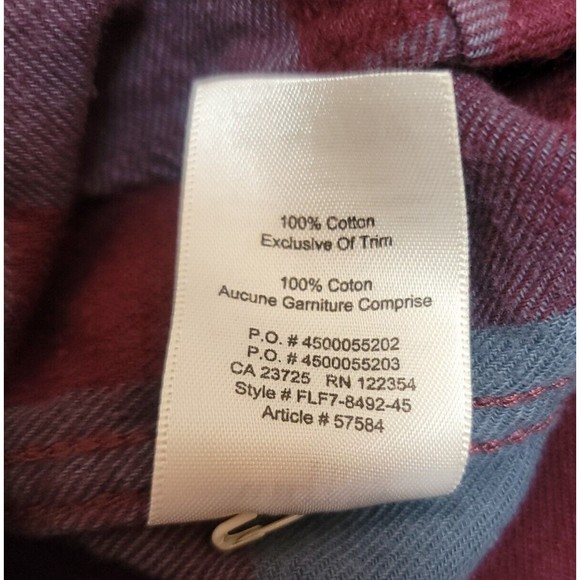 100% Cotton
Exclusive Of Trim
100% Coton
Aucune Garniture Comprise
P.O. # 4500055202
P.O. # 4500055203
CA 23725 RN 122354
Style # FLF7-8492-45
Article # 57584